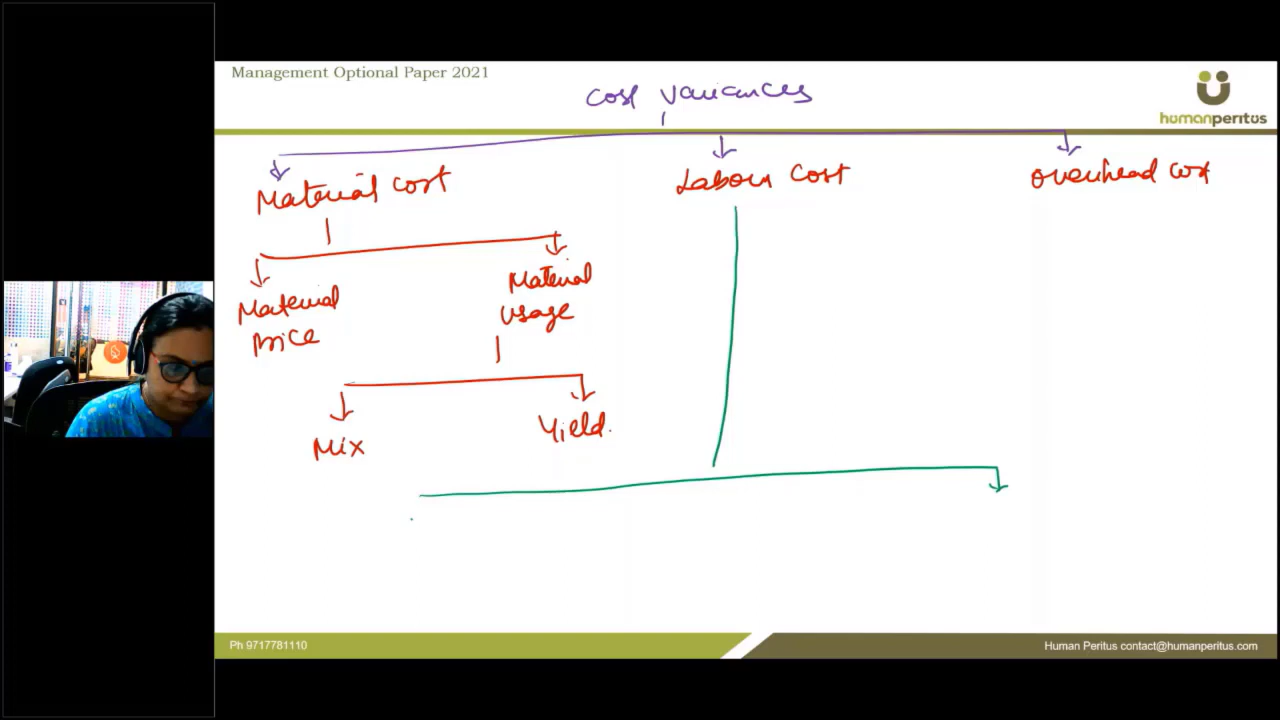 Management Optional Paper 2021
humanperitus
Cost Variances
Material Cost
Labour Cost
Overhead Cost
Material
Price
Material
Usage
Mix
Yield.
Ph 9717781110
Human Peritus contact@humanperitus.com